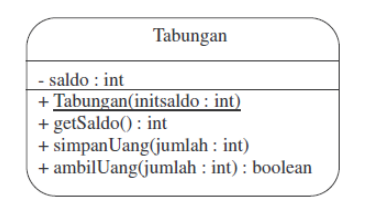 Tabungan
- saldo : int
+ Tabungan(initsaldo : int)
+ getSaldo() : int
+ simpanUang(jumlah : int)
+ ambilUang(jumlah : int) : boolean